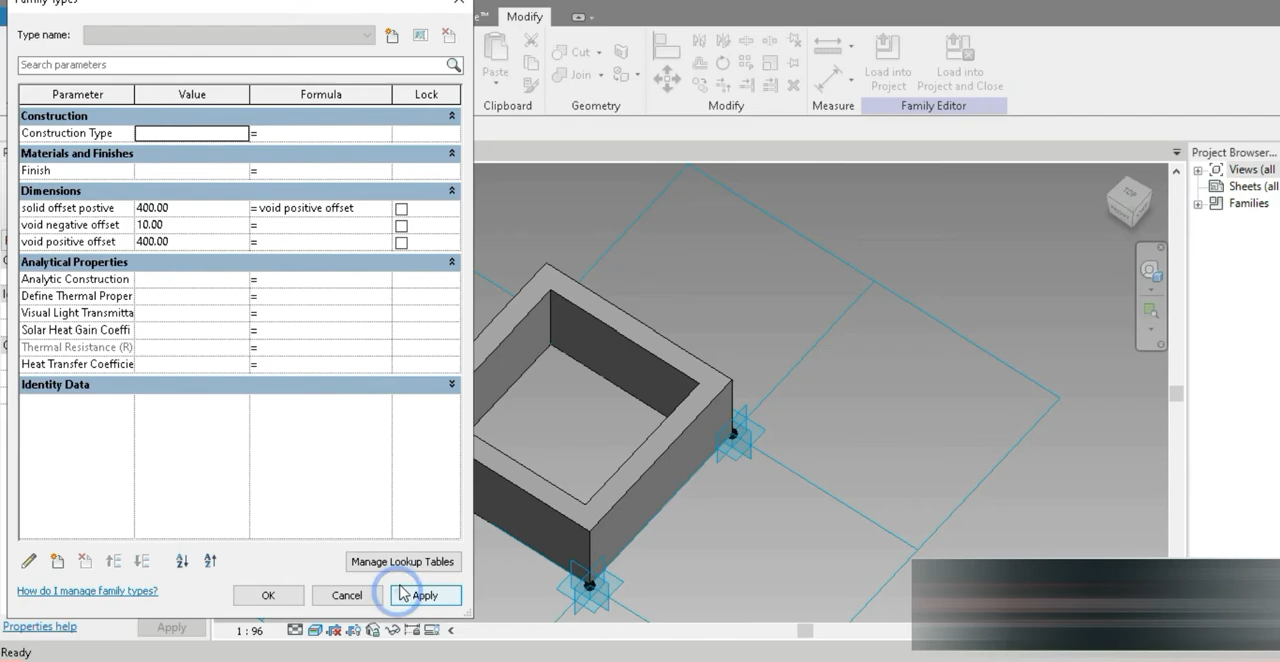 Family Types
Type name:
Search parameters
Parameter Value Formula Lock
Construction
Construction Type =
Materials and Finishes
Finish =
Dimensions
solid offset postive 400.00 = void positive offset
void negative offset 10.00 =
void positive offset 400.00 =
Analytical Properties
Analytic Construction =
Define Thermal Proper =
Visual Light Transmitta =
Solar Heat Gain Coeffi =
Thermal Resistance (R) =
Heat Transfer Coefficie =
Identity Data
Manage Lookup Tables
How do I manage family types?
OK Cancel Apply
Properties help Apply
Ready
Modify
Paste
Cut
Join
Load into
Project
Load into
Project and Close
Clipboard Geometry Modify Measure Family Editor
Project Browser...
Views (all
Sheets (all
Families
TOP
1 : 96